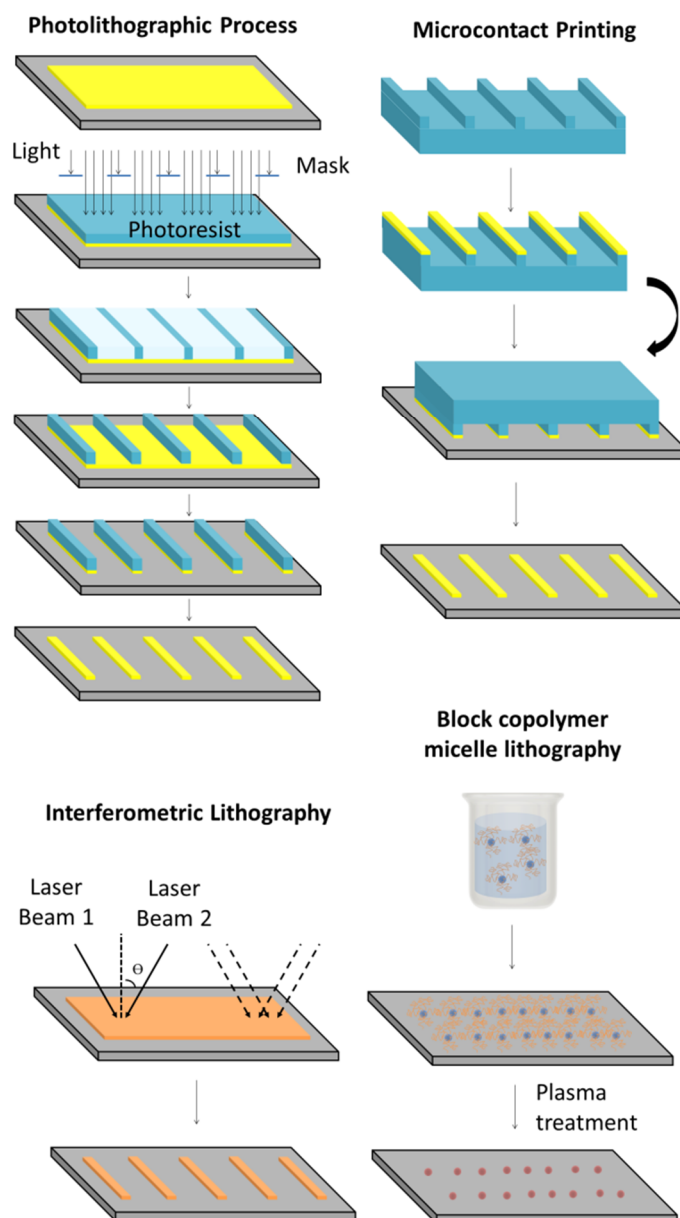 Photolithographic Process
Light
Mask
Photoresist
Microcontact Printing
Interferometric Lithography
Laser
Beam 1
Laser
Beam 2
Θ
Block copolymer
micelle lithography
Plasma
treatment